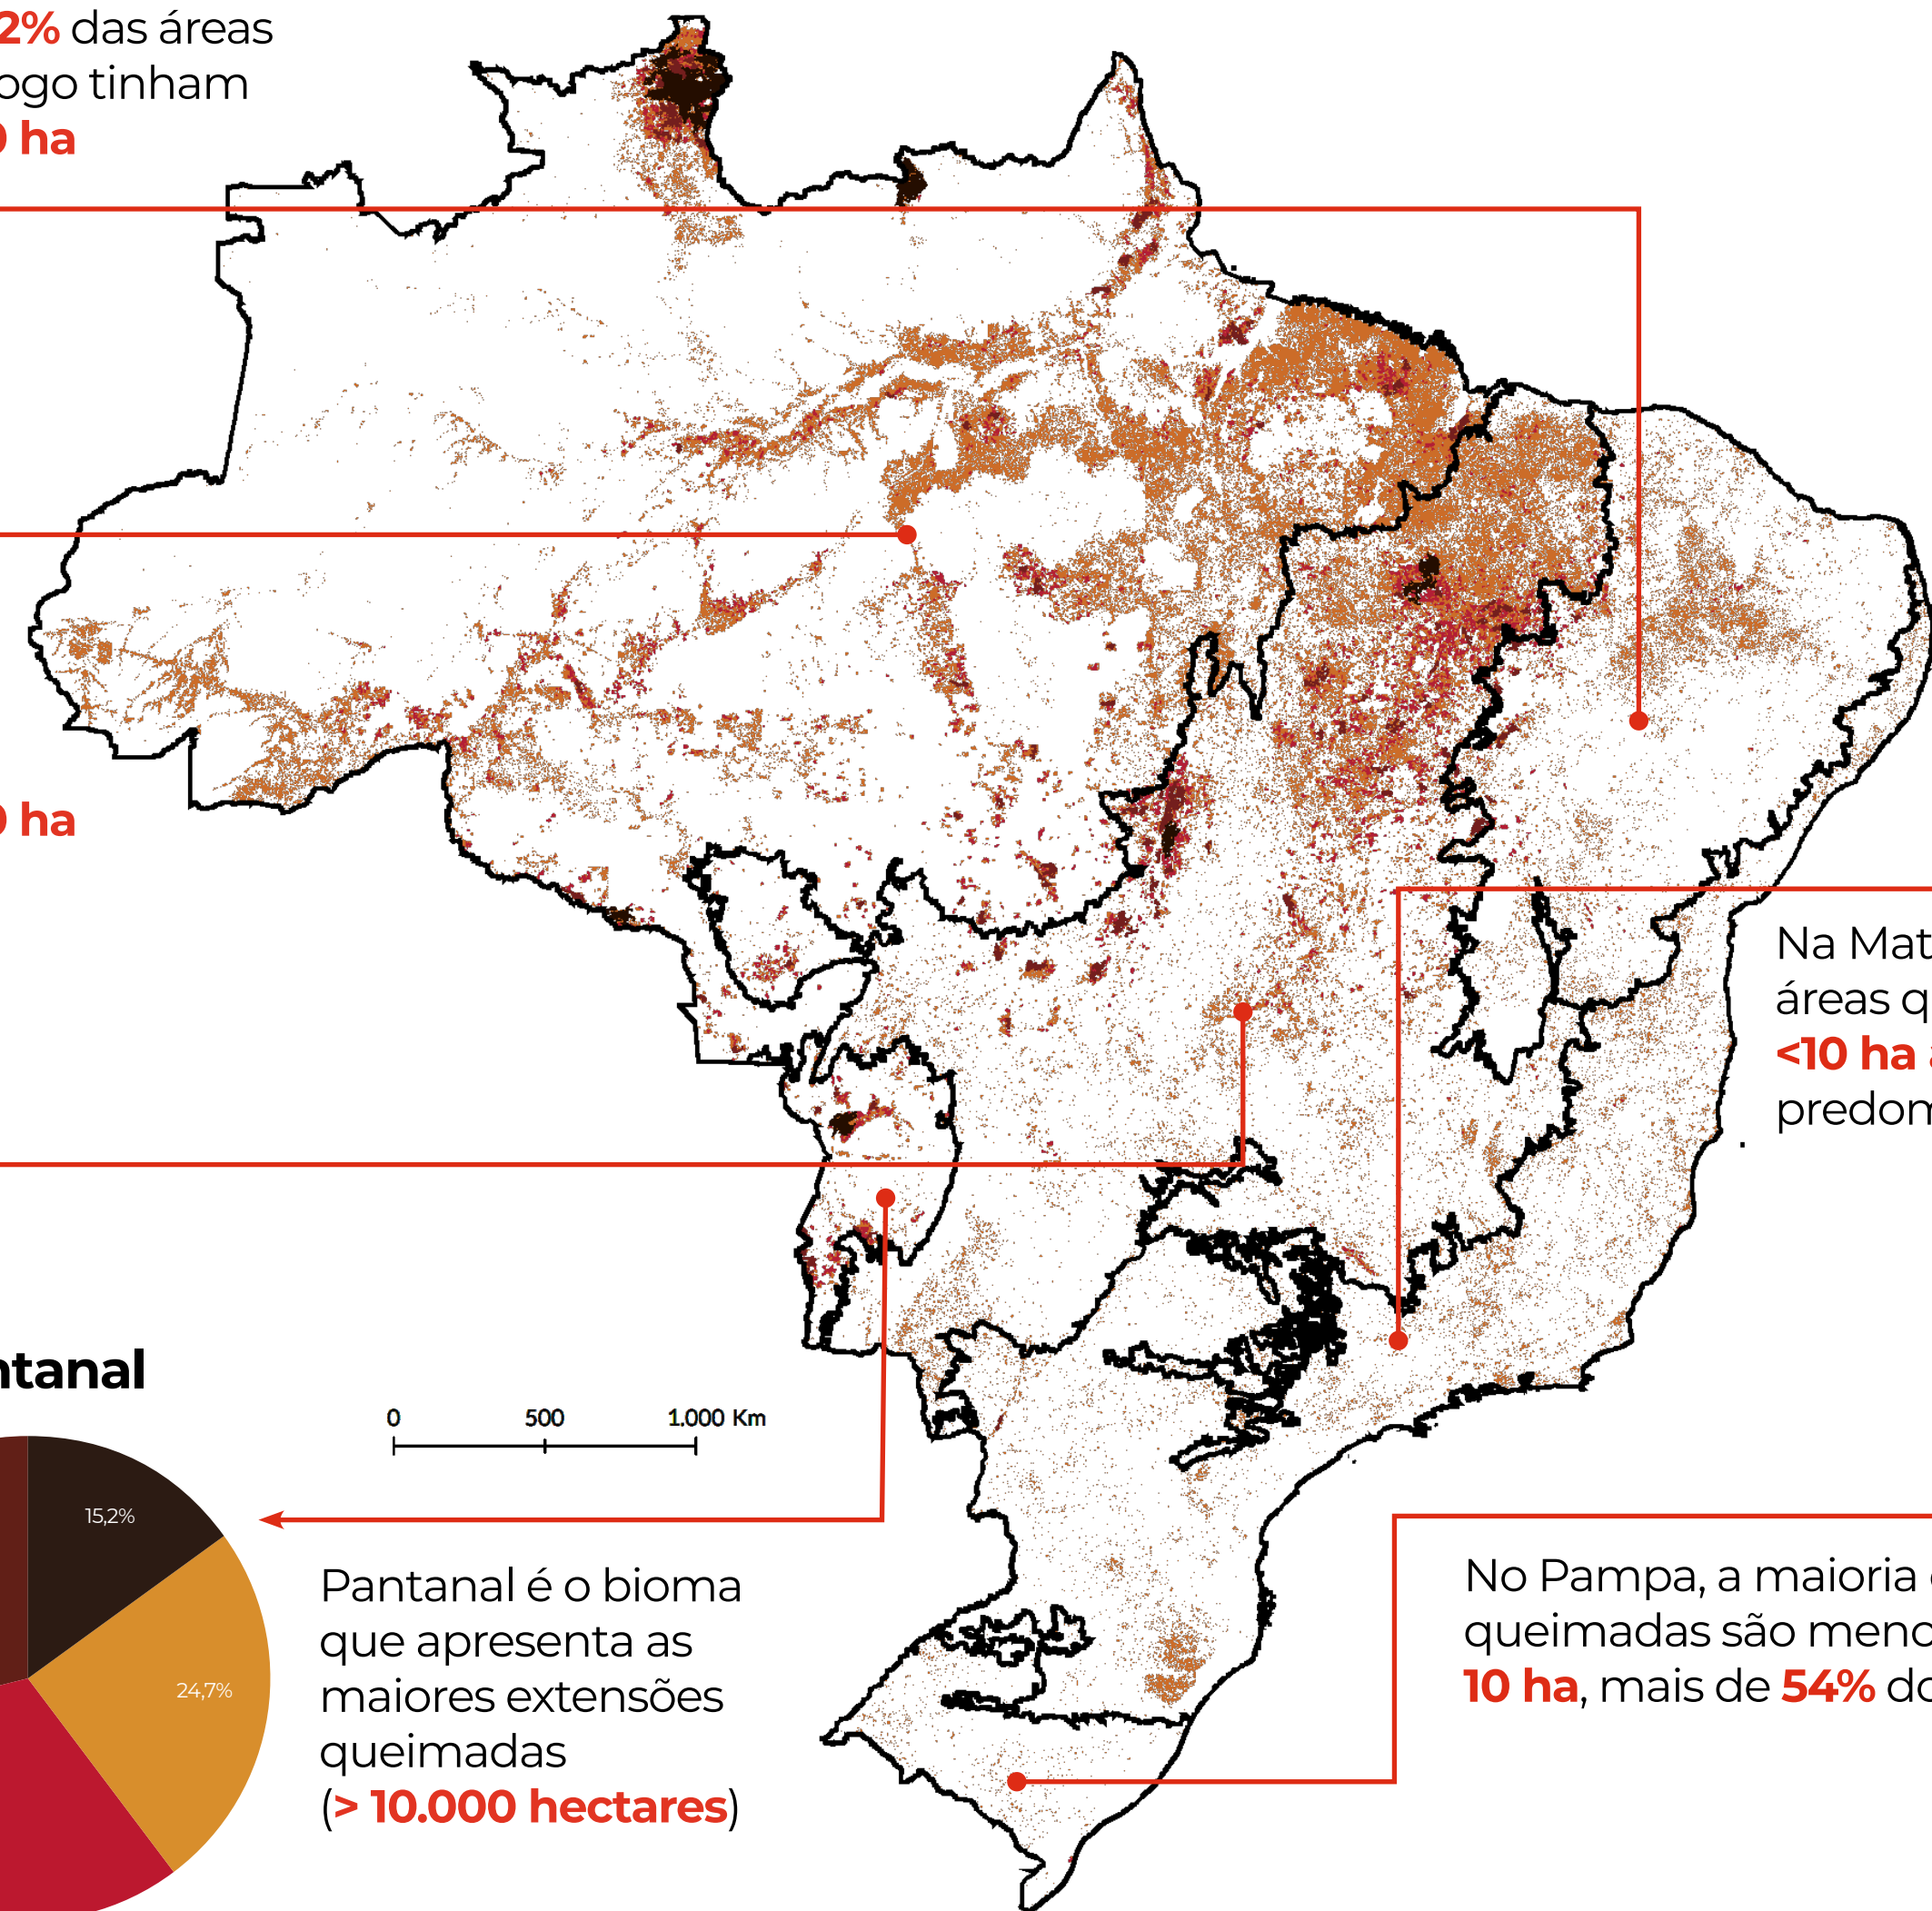 2% das áreas
ogo tinham
0 ha
0 ha
Na Mat
áreas q
<10 ha
predom
ntanal
0 500 1.000 Km
15,2%
24,7%
Pantanal é o bioma
que apresenta as
maiores extensões
queimadas
(> 10.000 hectares)
No Pampa, a maioria
queimadas são meno
10 ha, mais de 54% do